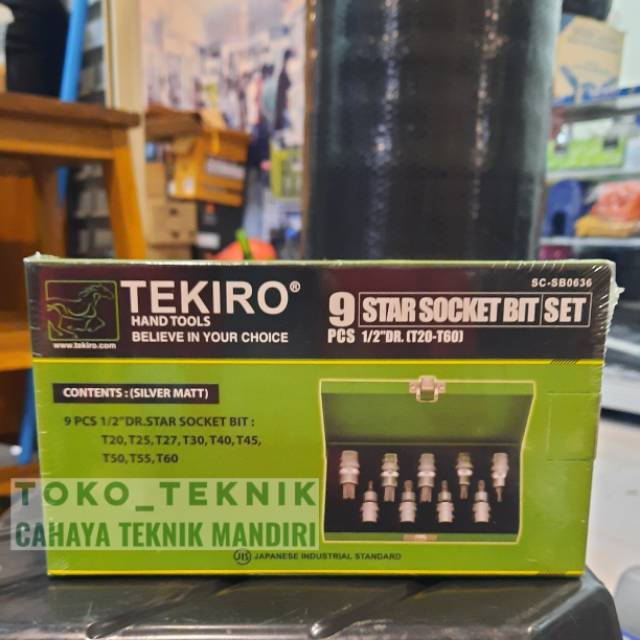 TEKIRO®
HAND TOOLS
BELIEVE IN YOUR CHOICE
www.tekiro.com
SC-SB0636
9 PCS STAR SOCKET BIT SET
1/2"DR. (T20-T60)
CONTENTS : (SILVER MATT)
9 PCS 1/2"DR.STAR SOCKET BIT :
T20, T25, T27, T30, T40, T45,
T50, T55, T60
TOKO_TEKNIK
CAHAYA TEKNIK MANDIRI
JIS JAPANESE INDUSTRIAL STANDARD